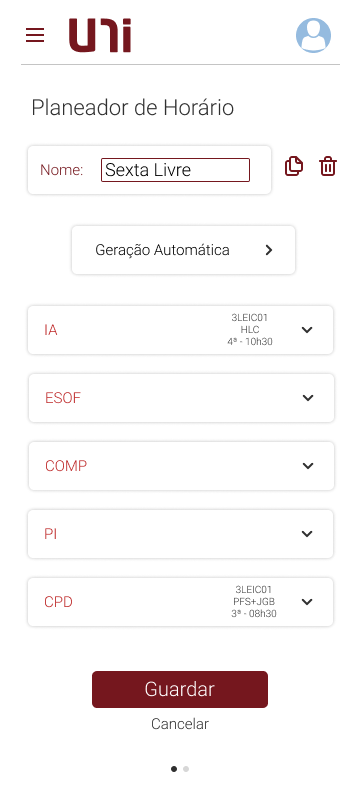 uni
Planeador de Horário
Nome: Sexta Livre
Geração Automática
IA
3LEIC01
HLC
4ª - 10h30
ESOF
COMP
PI
CPD
3LEIC01
PFS+JGB
3ª - 08h30
Guardar
Cancelar